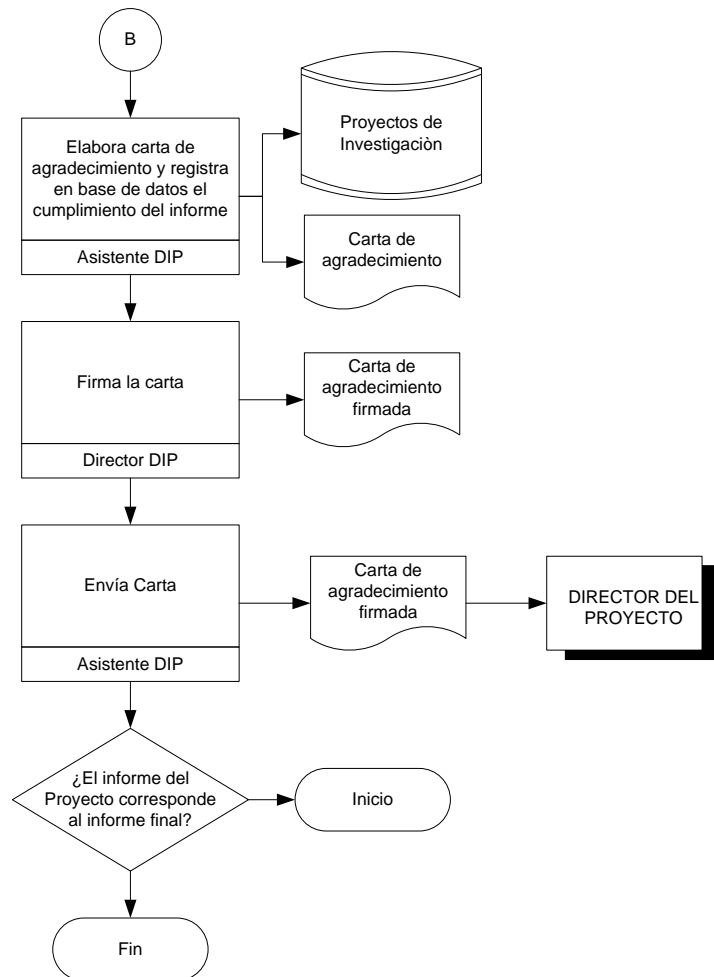 B
Elabora carta de
agradecimiento y registra
en base de datos el
cumplimiento del informe
Asistente DIP
Proyectos de
Investigaciòn
Carta de
agradecimiento
Firma la carta
Director DIP
Carta de
agradecimiento
firmada
Envía Carta
Asistente DIP
Carta de
agradecimiento
firmada
DIRECTOR DEL
PROYECTO
¿El informe del
Proyecto corresponde
al informe final?
Inicio
Fin